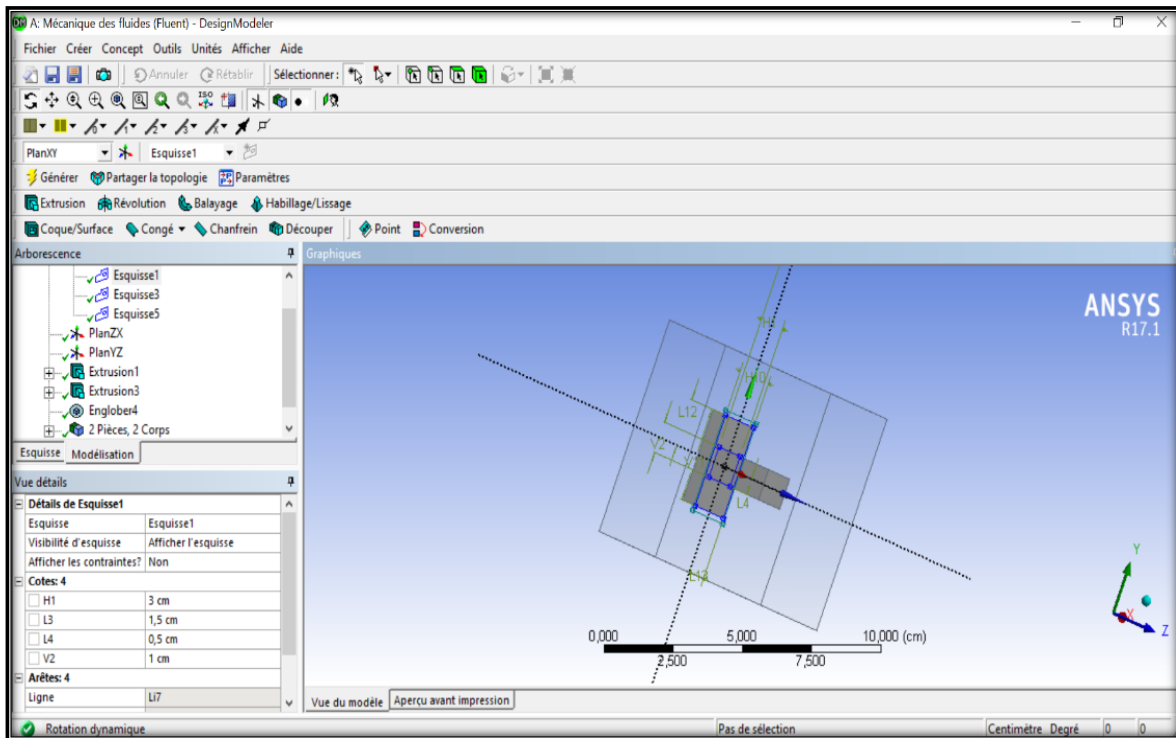 A: Mécanique des fluides (Fluent) - DesignModeler
Fichier Créer Concept Outils Unités Afficher Aide
Annuler Rétablir Sélectionner:
ISO
PlanXY Esquisse1
Générer Partager la topologie Paramètres
Extrusion Révolution Balayage Habillage/Lissage
Coque/Surface Congé Chanfrein Découper Point Conversion
Arborescence
Esquisse1
Esquisse3
Esquisse5
PlanZX
PlanYZ
Extrusion1
Extrusion3
Englober4
2 Pièces, 2 Corps
Esquisse Modélisation
Vue détails
Détails de Esquisse1
Esquisse Esquisse1
Visibilité d'esquisse Afficher l'esquisse
Afficher les contraintes? Non
Cotes: 4
H1 3 cm
L3 1,5 cm
L4 0,5 cm
V2 1 cm
Arêtes: 4
Ligne Li7
Graphiques
ANSYS
R17.1
H10
L12
V2
L4
L13
0,000 5,000 10,000 (cm)
2,500 7,500
Y
X
Z
Vue du modèle Aperçu avant impression
Rotation dynamique Pas de sélection Centimètre Degré 0 0